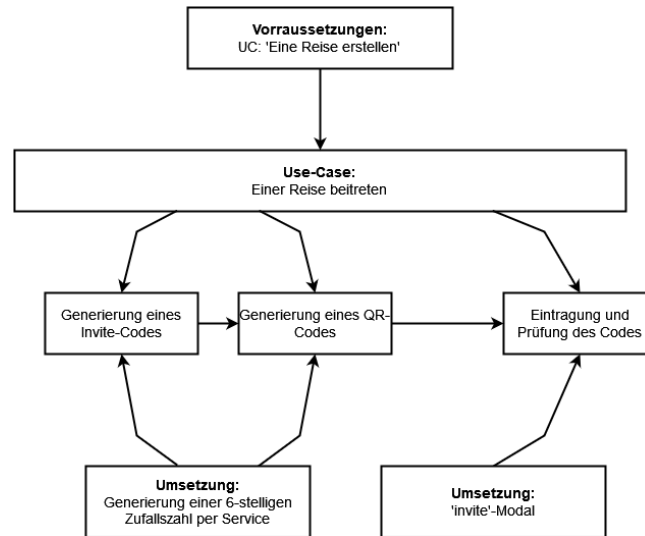 Vorraussetzungen:
UC: 'Eine Reise erstellen'
Use-Case:
Einer Reise beitreten
Generierung eines
Invite-Codes
Generierung eines QR-
Codes
Eintragung und
Prüfung des Codes
Umsetzung:
Generierung einer 6-stelligen
Zufallszahl per Service
Umsetzung:
'invite'-Modal